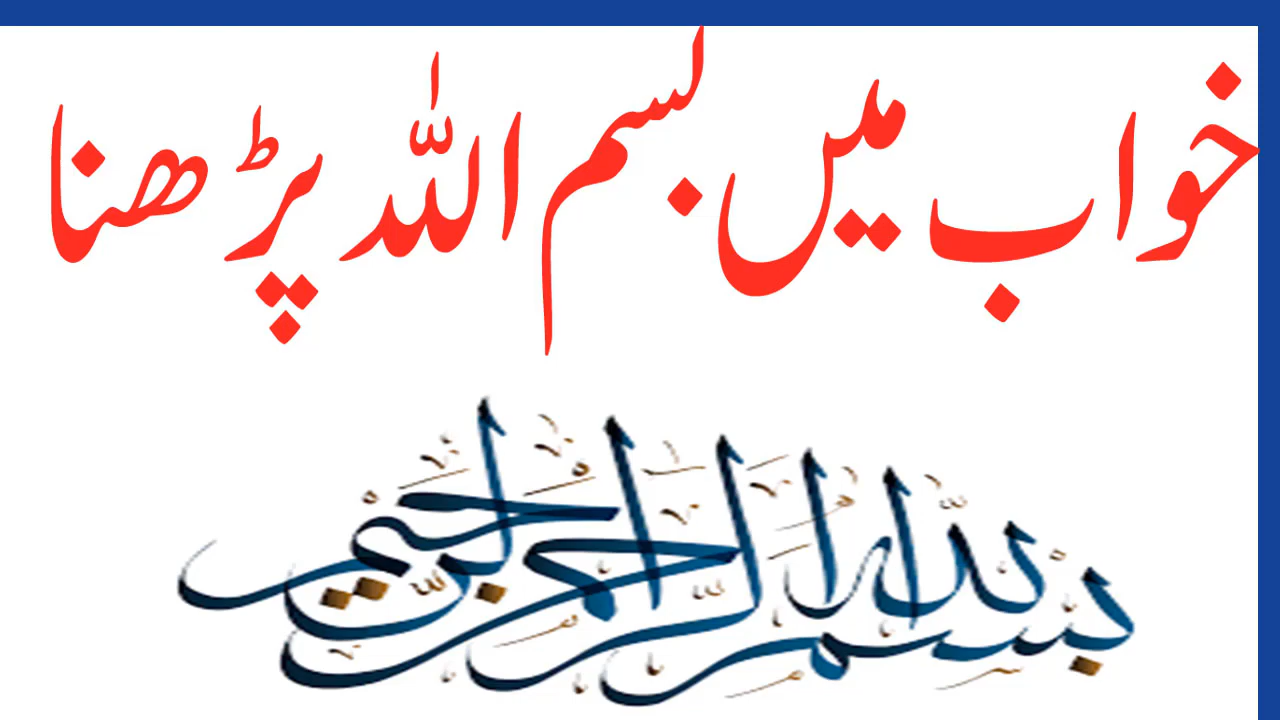 خواب میں بسم اللہ پڑھنا
بسم الله الرحمن الرحيم